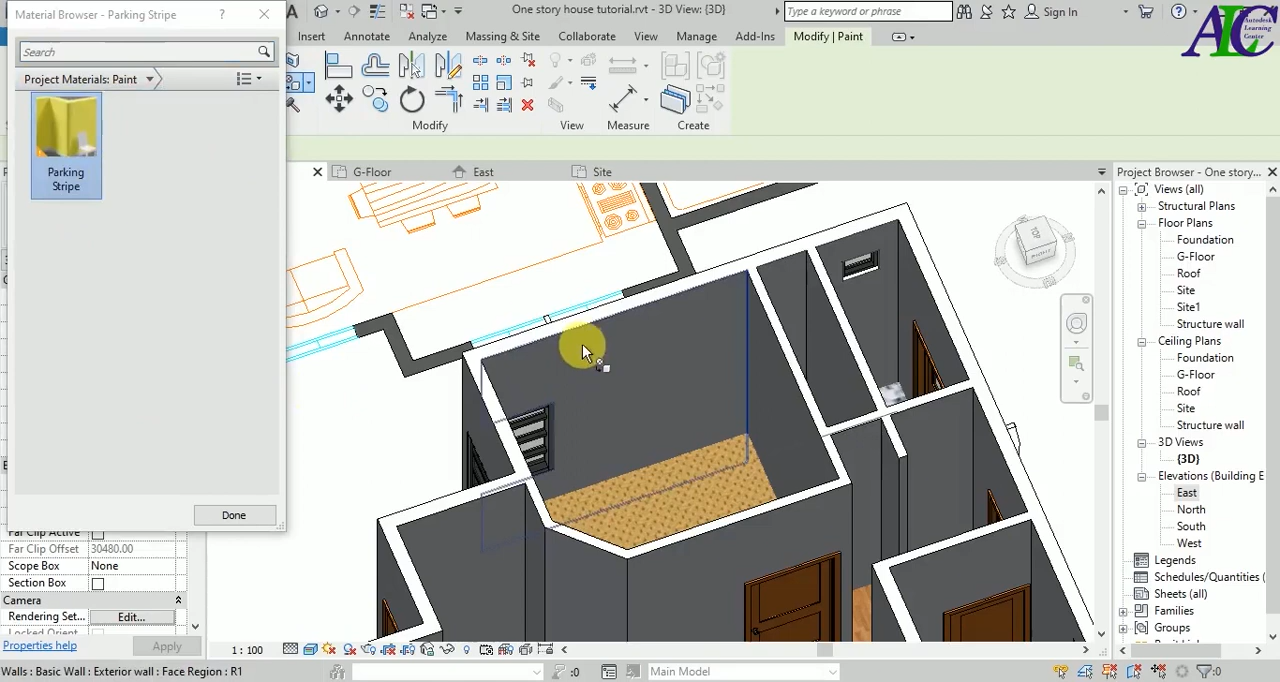 Material Browser - Parking Stripe
?
One story house tutorial.rvt - 3D View: {3D}
Type a keyword or phrase
Sign In
ALC
Autodesk
Learning
Center
Insert
Annotate
Analyze
Massing & Site
Collaborate
View
Manage
Add-Ins
Modify | Paint
Search
Project Materials: Paint
Parking
Stripe
Modify
View
Measure
Create
G-Floor
East
Site
Project Browser - One story...
Views (all)
Structural Plans
Floor Plans
Foundation
G-Floor
Roof
Site
Site1
Structure wall
Ceiling Plans
Foundation
G-Floor
Roof
Site
Structure wall
3D Views
{3D}
Elevations (Building E
East
North
South
West
Legends
Schedules/Quantities (
Sheets (all)
Families
Groups
TOP
Done
Far Clip Active
Far Clip Offset 30480.00
Scope Box None
Section Box
Camera
Rendering Set... Edit...
Properties help
Apply
1 : 100
Walls : Basic Wall : Exterior wall : Face Region : R1
:0
Main Model
:0